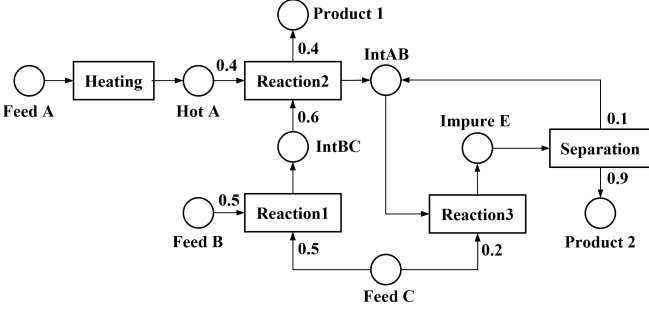 Product 1
0.4
IntAB
Heating
0.4
Reaction2
Feed A
Hot A
0.6
0.1
Impure E
IntBC
Separation
0.5
Reaction1
0.9
Reaction3
Feed B
0.5
0.2
Product 2
Feed C